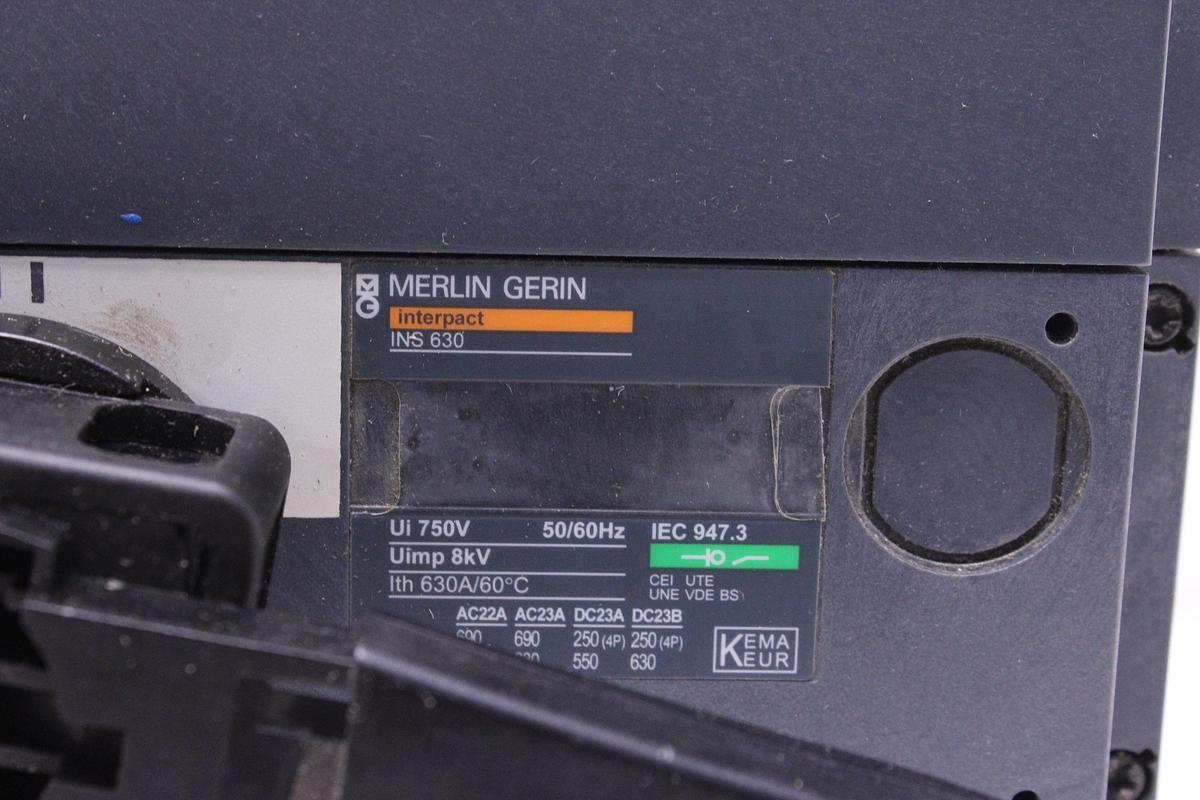 MERLIN GERIN
interpact
INS 630
Ui 750V 50/60Hz
Uimp 8kV
Ith 630A/60°C
IEC 947.3
CEI UTE
UNE VDE BS
AC22A AC23A DC23A DC23B
690 690 250 (4P) 250 (4P)
550 630
KEMA
KEUR